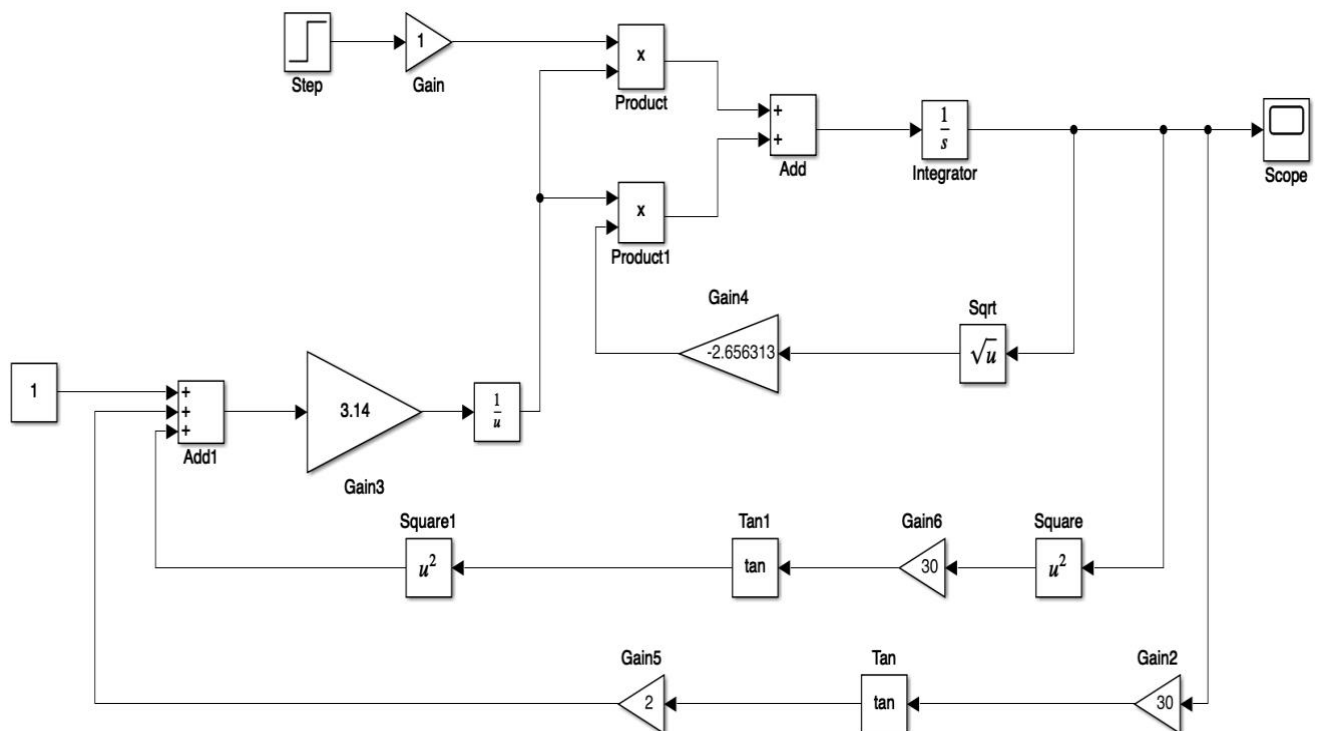 1
Step
Gain
x
Product
+
+
Add
1
s
Integrator
Scope
x
Product1
Gain4
-2.656313
Sqrt
√u
1
+
+
+
Add1
3.14
Gain3
1
u
Square1
u²
Tan1
tan
Gain6
30
Square
u²
Gain5
2
Tan
tan
Gain2
30